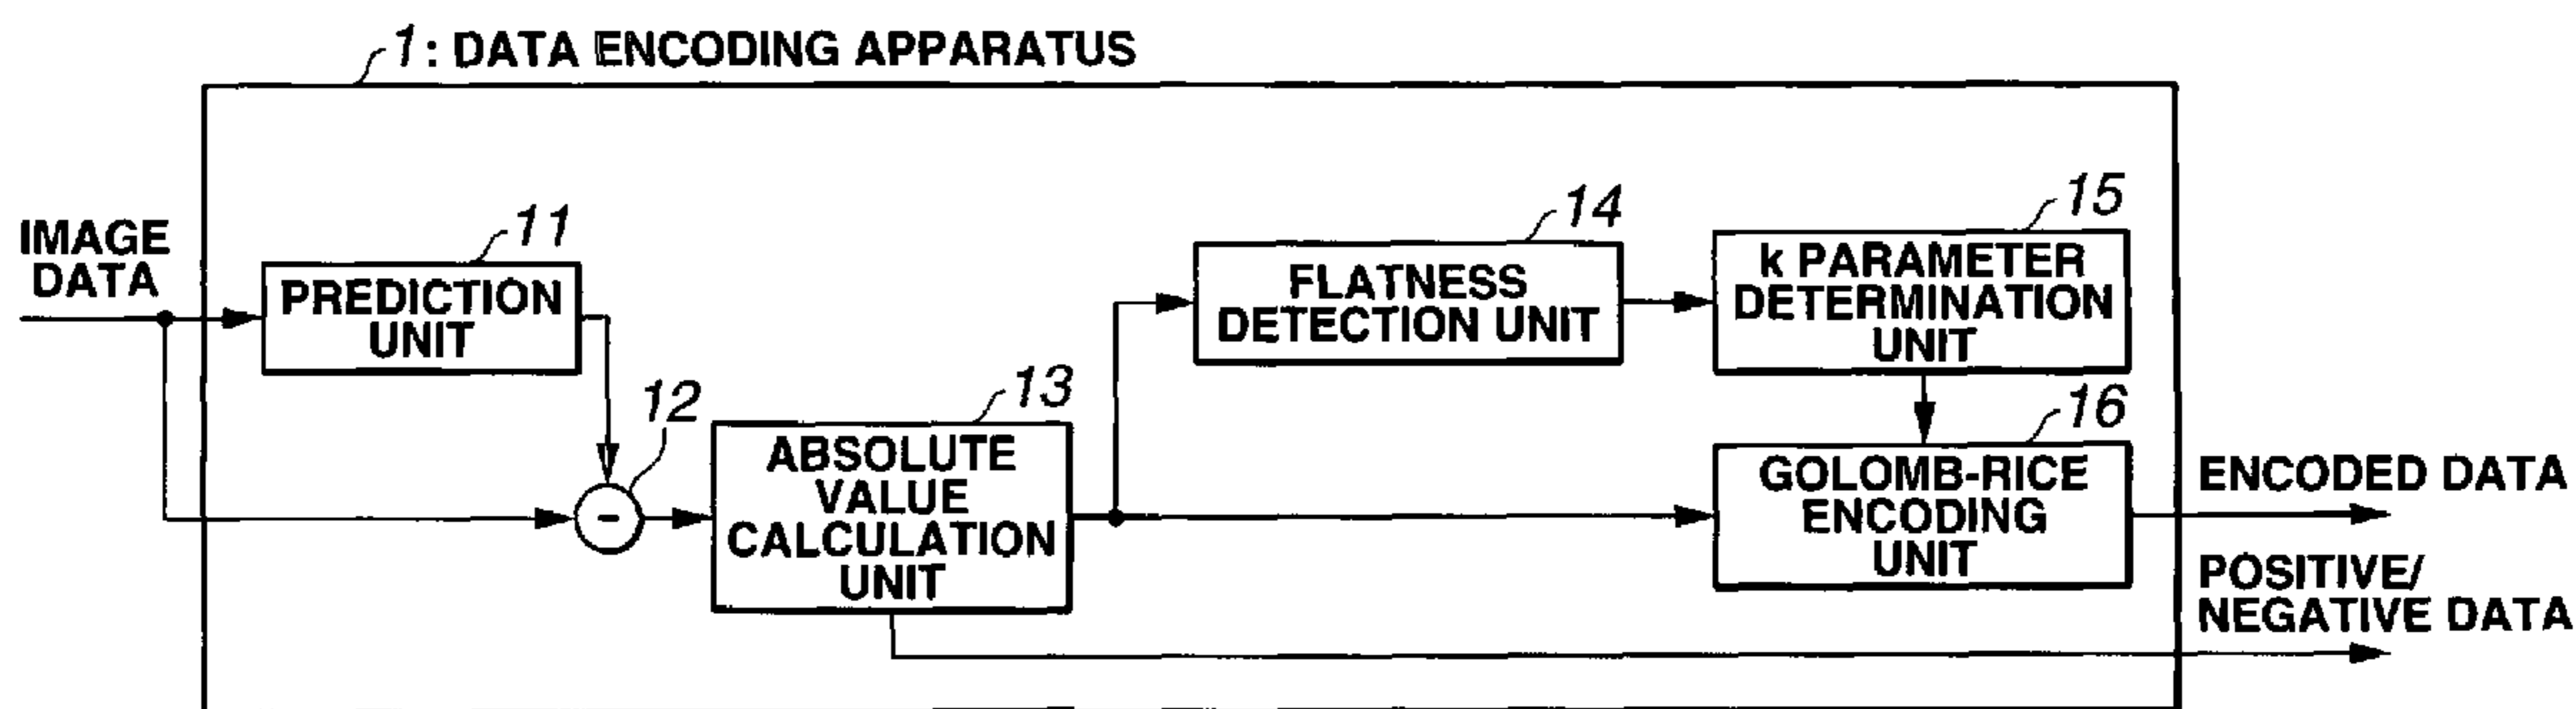 1: DATA ENCODING APPARATUS
IMAGE
DATA
11
PREDICTION
UNIT
12
-
13
ABSOLUTE
VALUE
CALCULATION
UNIT
14
FLATNESS
DETECTION UNIT
15
k PARAMETER
DETERMINATION
UNIT
16
GOLOMB-RICE
ENCODING
UNIT
ENCODED DATA
POSITIVE/
NEGATIVE DATA